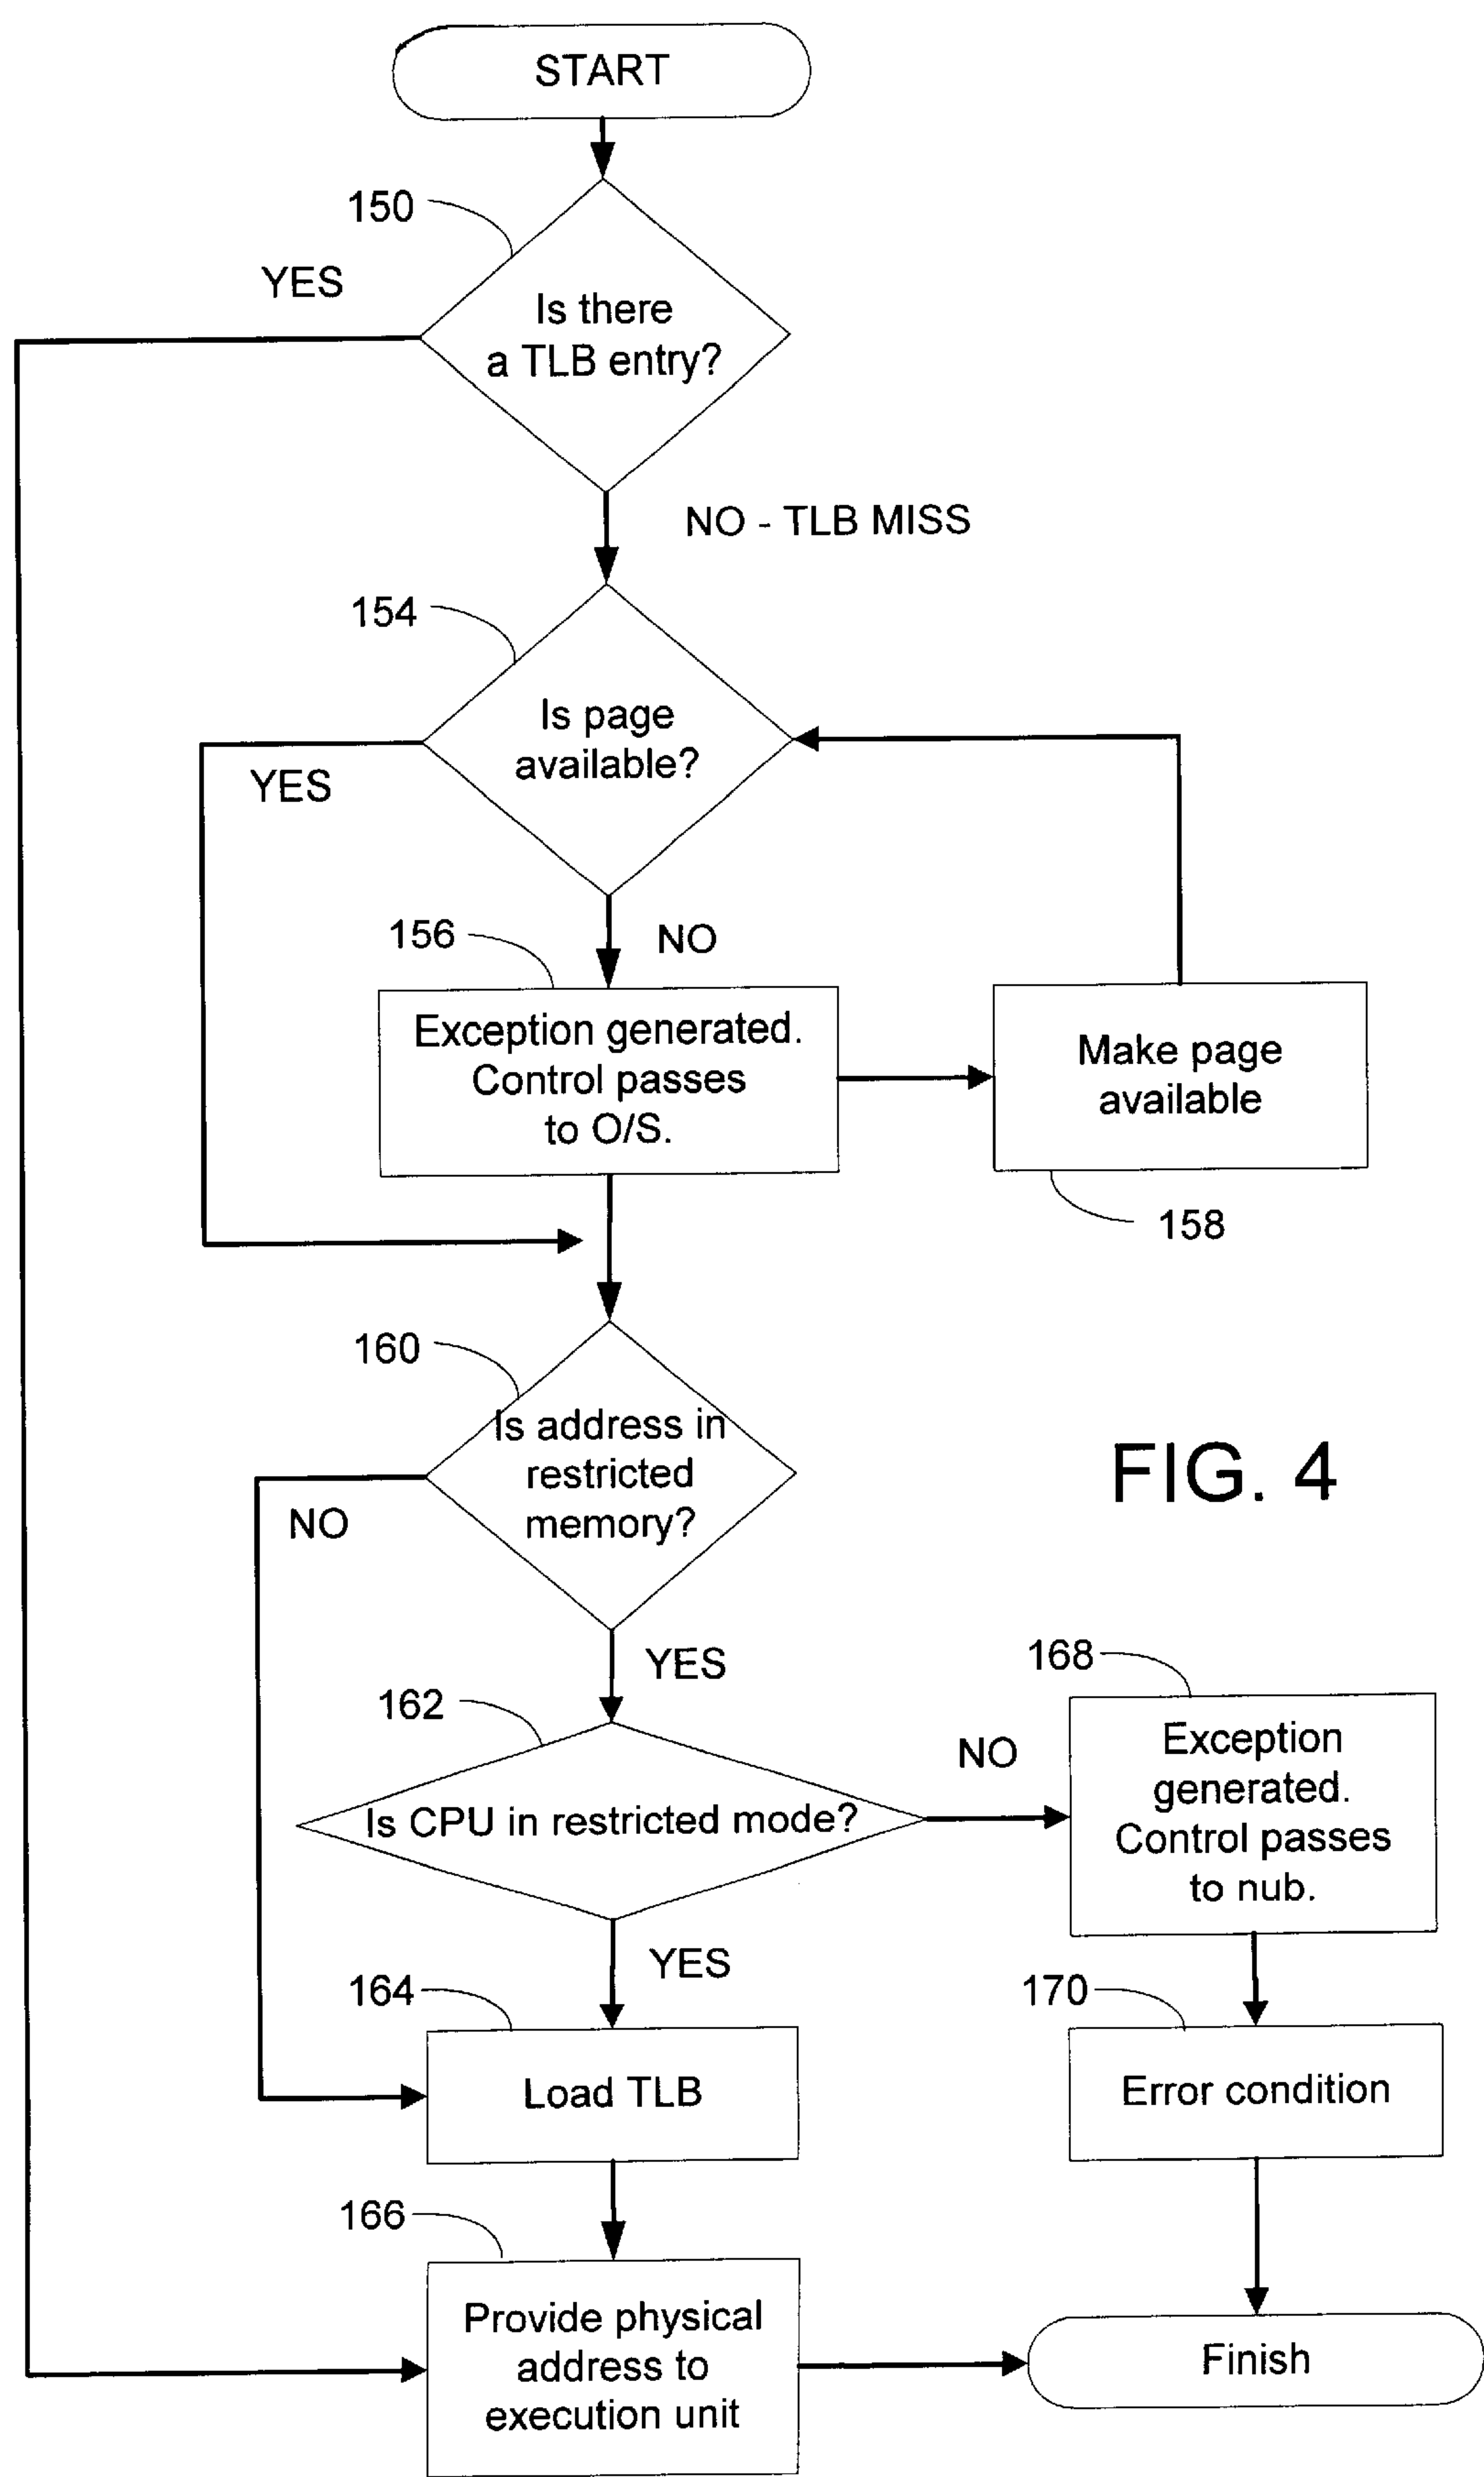 START
150
YES
Is there
a TLB entry?
NO - TLB MISS
154
Is page
available?
YES
156
NO
Exception generated.
Control passes
to O/S.
Make page
available
158
160
Is address in
restricted
memory?
FIG. 4
NO
YES
168
162
Exception
generated.
Control passes
to nub.
NO
Is CPU in restricted mode?
YES
164
170
Load TLB
Error condition
166
Provide physical
address to
execution unit
Finish